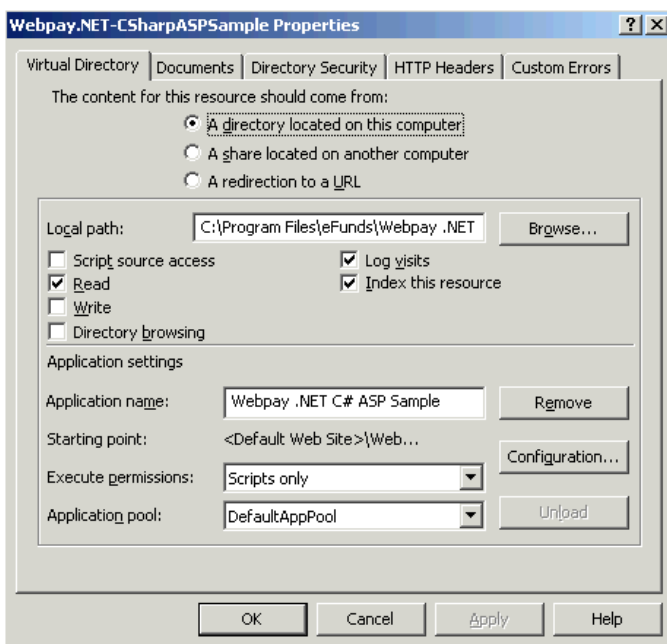 Webpay.NET-CSharpASPSample Properties
Virtual Directory Documents Directory Security HTTP Headers Custom Errors
The content for this resource should come from:
A directory located on this computer
A share located on another computer
A redirection to a URL
Local path: C:\Program Files\eFunds\Webpay .NET Browse...
Script source access Log visits
Read Index this resource
Write
Directory browsing
Application settings
Application name: Webpay .NET C# ASP Sample Remove
Starting point: <Default Web Site>\Web...
Configuration...
Execute permissions: Scripts only
Application pool: DefaultAppPool Unload
OK Cancel Apply Help